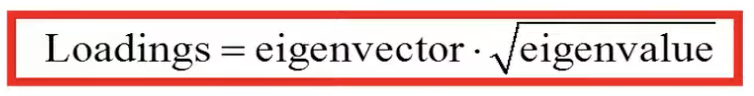 Loadings = eigenvector · √eigenvalue